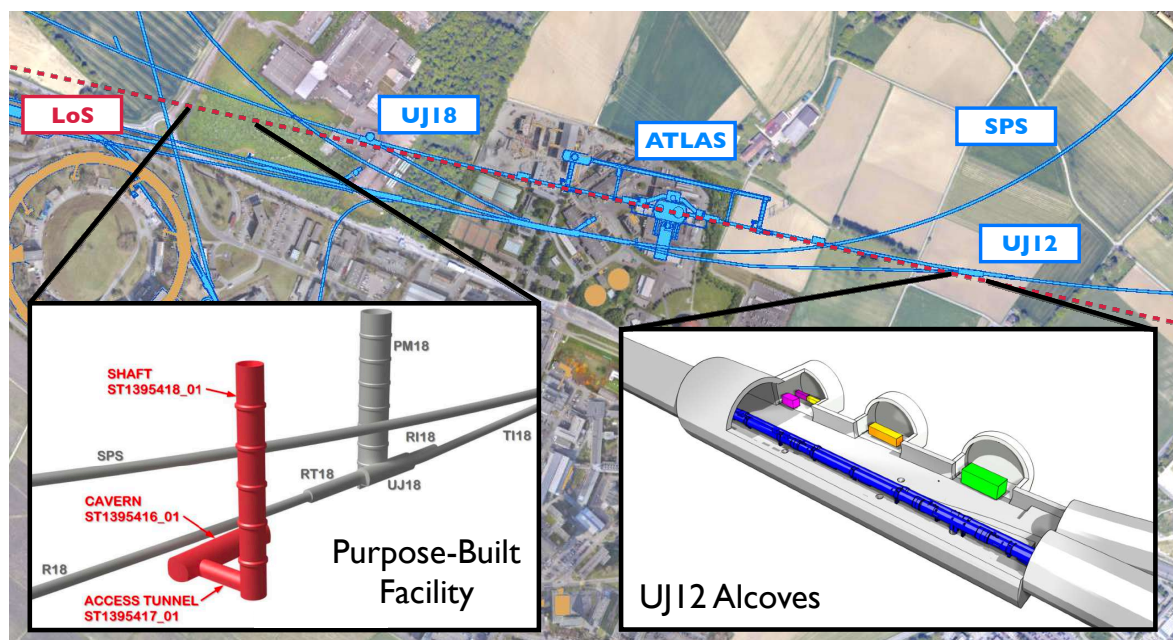 LoS
UJ18
ATLAS
SPS
UJ12
SHAFT
ST1395418_01
PM18
SPS
RI18
TI18
RT18
UJ18
CAVERN
ST1395416_01
R18
ACCESS TUNNEL
ST1395417_01
Purpose-Built
Facility
UJ12 Alcoves